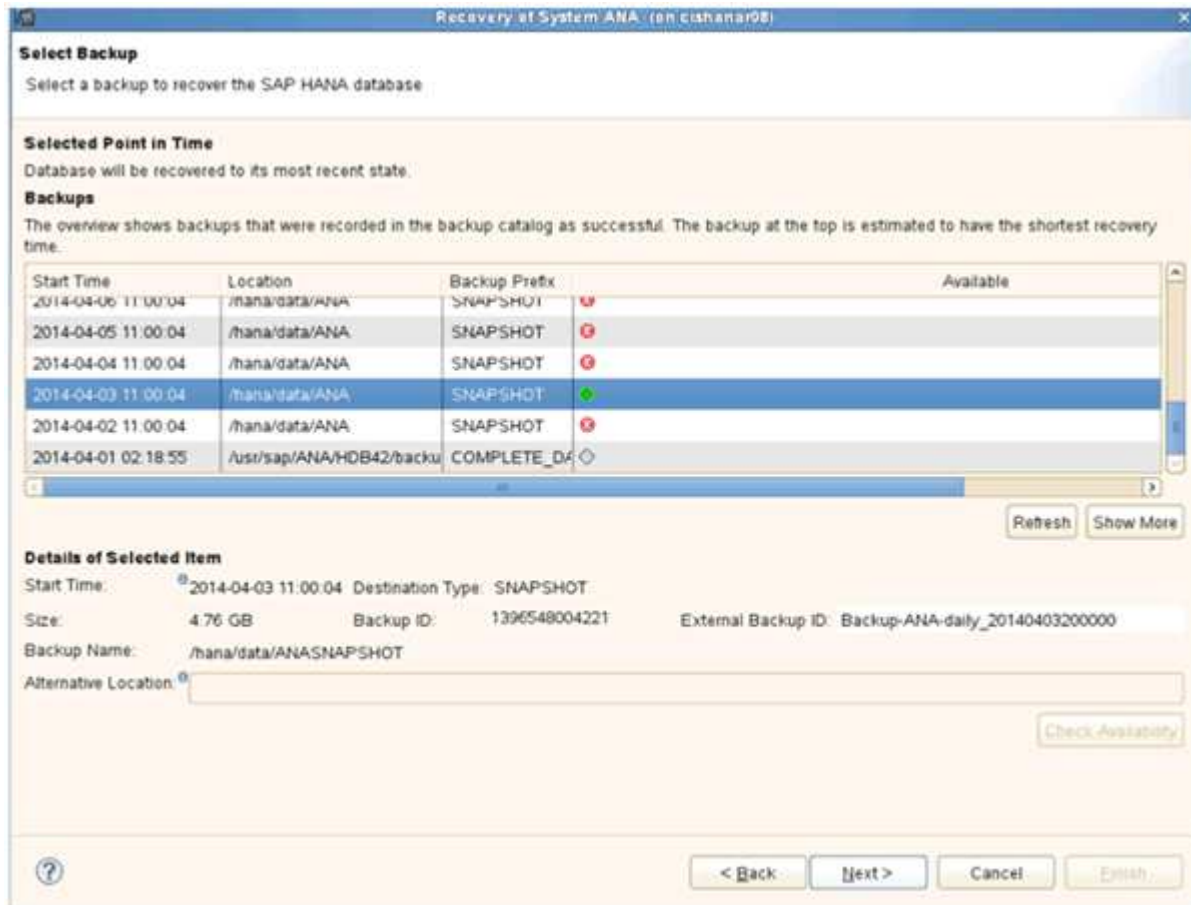 Recovery of System ANA (on cishanar08)
Select Backup
Select a backup to recover the SAP HANA database
Selected Point in Time
Database will be recovered to its most recent state.
Backups
The overview shows backups that were recorded in the backup catalog as successful. The backup at the top is estimated to have the shortest recovery
time.
Start Time Location Backup Prefix Available
2014-04-06 11:00:04 /hana/data/ANA SNAPSHOT
2014-04-05 11:00:04 /hana/data/ANA SNAPSHOT
2014-04-04 11:00:04 /hana/data/ANA SNAPSHOT
2014-04-03 11:00:04 /hana/data/ANA SNAPSHOT
2014-04-02 11:00:04 /hana/data/ANA SNAPSHOT
2014-04-01 02:18:55 /usr/sap/ANA/HDB42/backu COMPLETE_DA
Refresh Show More
Details of Selected Item
Start Time: 2014-04-03 11:00:04 Destination Type: SNAPSHOT
Size: 4.76 GB Backup ID: 1396548004221 External Backup ID: Backup-ANA-daily_20140403200000
Backup Name: /hana/data/ANASNAPSHOT
Alternative Location:
Check Availability
< Back Next > Cancel Finish